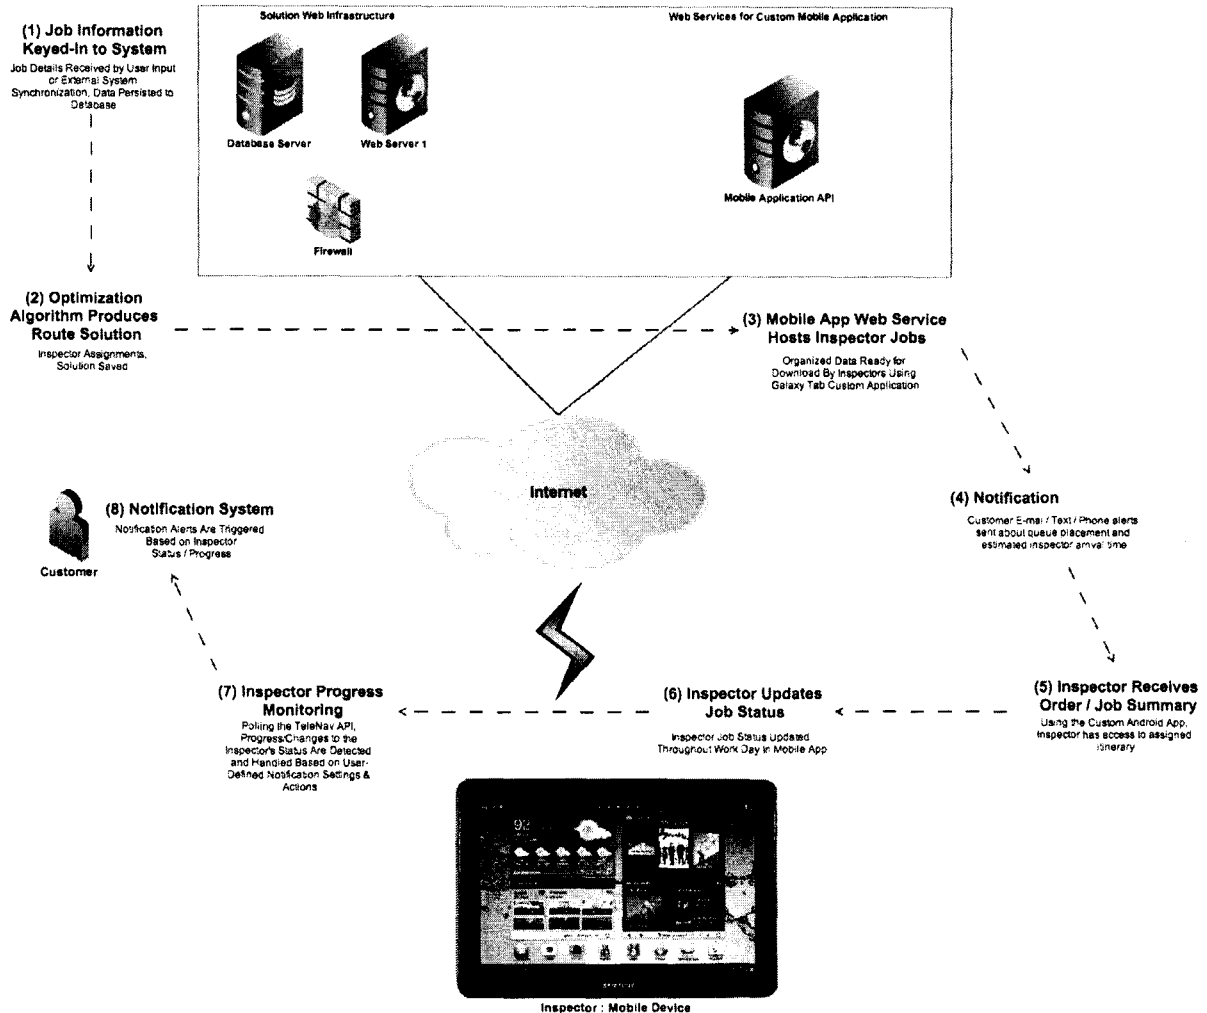 Solution Web Infrastructure
Web Services for Custom Mobile Application
(1) Job Information
Keyed-in to System
Job Details Received by User Input
or External System
Synchronization, Data Persisted to
Database
Database Server
Web Server 1
Mobile Application API
Firewall
(2) Optimization
Algorithm Produces
Route Solution
Inspector Assignments,
Solution Saved
(3) Mobile App Web Service
Hosts Inspector Jobs
Organized Data Ready for
Download By Inspectors Using
Galaxy Tab Custom Application
Internet
(4) Notification
Customer E-mail / Text / Phone alerts
sent about queue placement and
estimated inspector arrival time
(8) Notification System
Notification Alerts Are Triggered
Based on Inspector
Status / Progress
Customer
(7) Inspector Progress
Monitoring
Polling the TeleNav API,
Progress/Changes to the
Inspector's Status Are Detected
and Handled Based on User-
Defined Notification Settings &
Actions
(6) Inspector Updates
Job Status
Inspector Job Status Updated
Throughout Work Day in Mobile App
(5) Inspector Receives
Order / Job Summary
Using the Custom Android App,
Inspector has access to assigned
itinerary
92
SAMSUNG
Inspector : Mobile Device